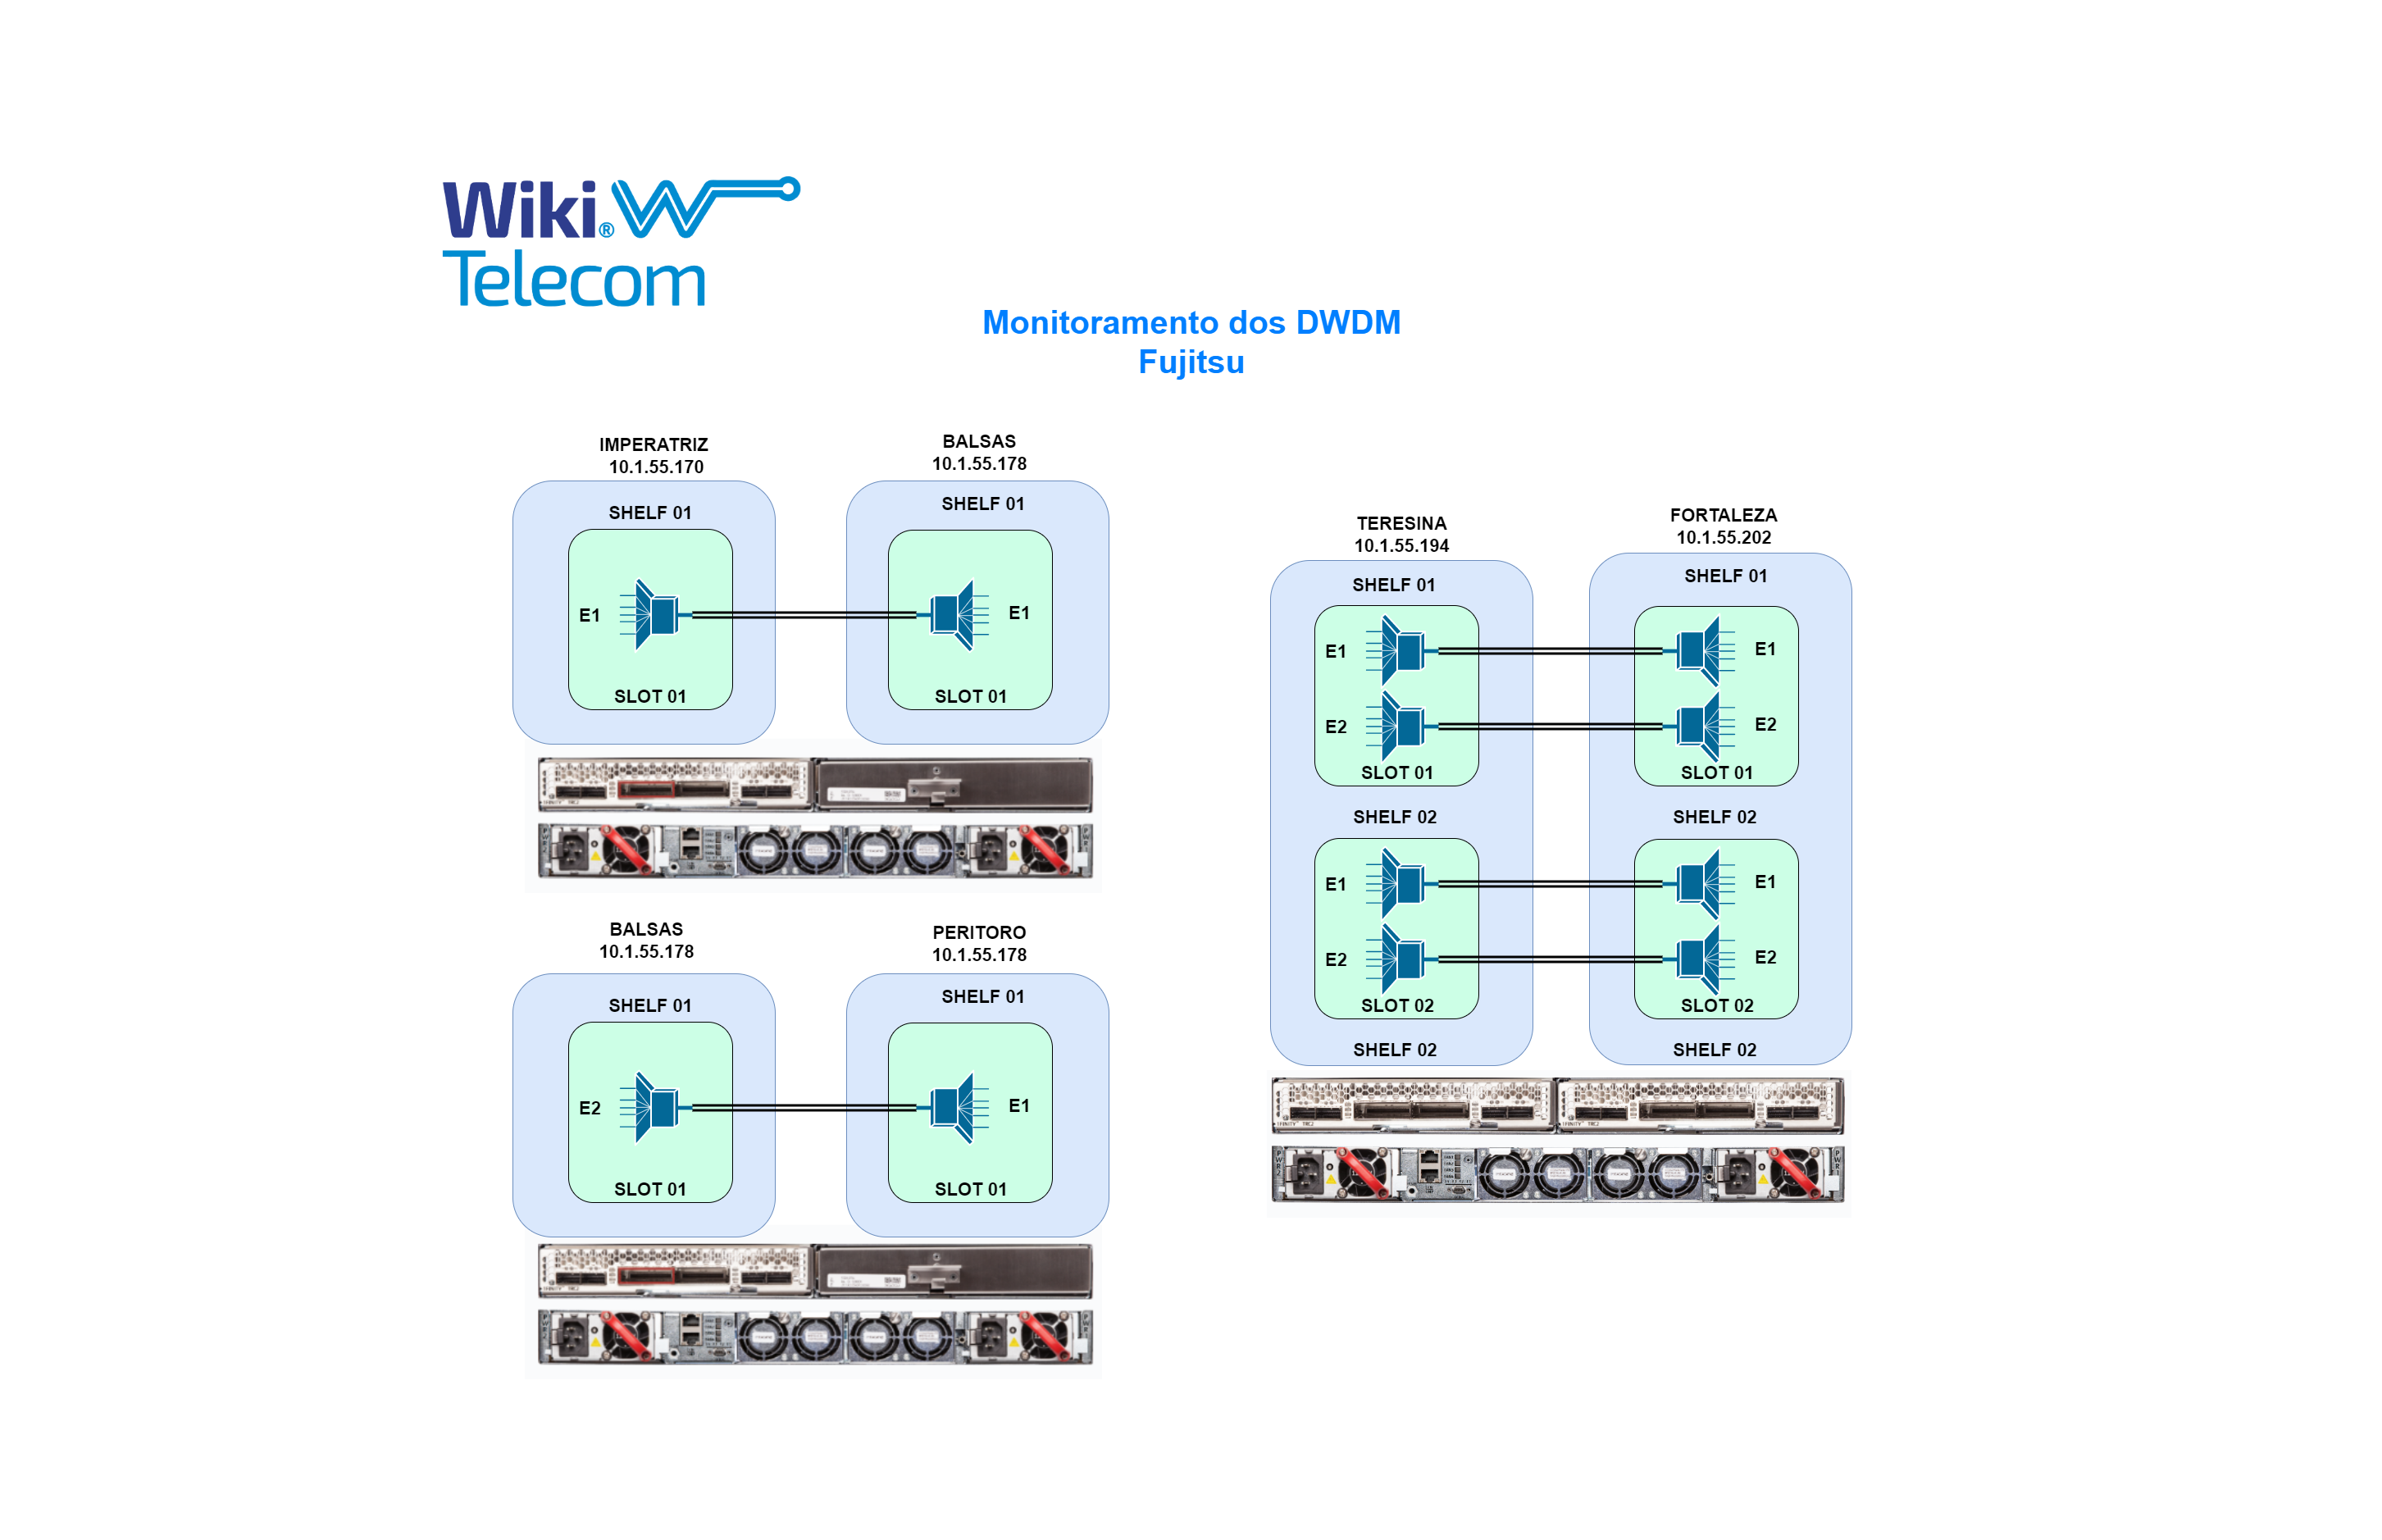 Wiki®
Telecom
Monitoramento dos DWDM
Fujitsu
IMPERATRIZ
10.1.55.170
SHELF 01
E1
SLOT 01
BALSAS
10.1.55.178
SHELF 01
E1
SLOT 01
BALSAS
10.1.55.178
SHELF 01
E2
SLOT 01
PERITORO
10.1.55.178
SHELF 01
E1
SLOT 01
TERESINA
10.1.55.194
SHELF 01
E1
E2
SLOT 01
SHELF 02
E1
E2
SLOT 02
SHELF 02
FORTALEZA
10.1.55.202
SHELF 01
E1
E2
SLOT 01
SHELF 02
E1
E2
SLOT 02
SHELF 02